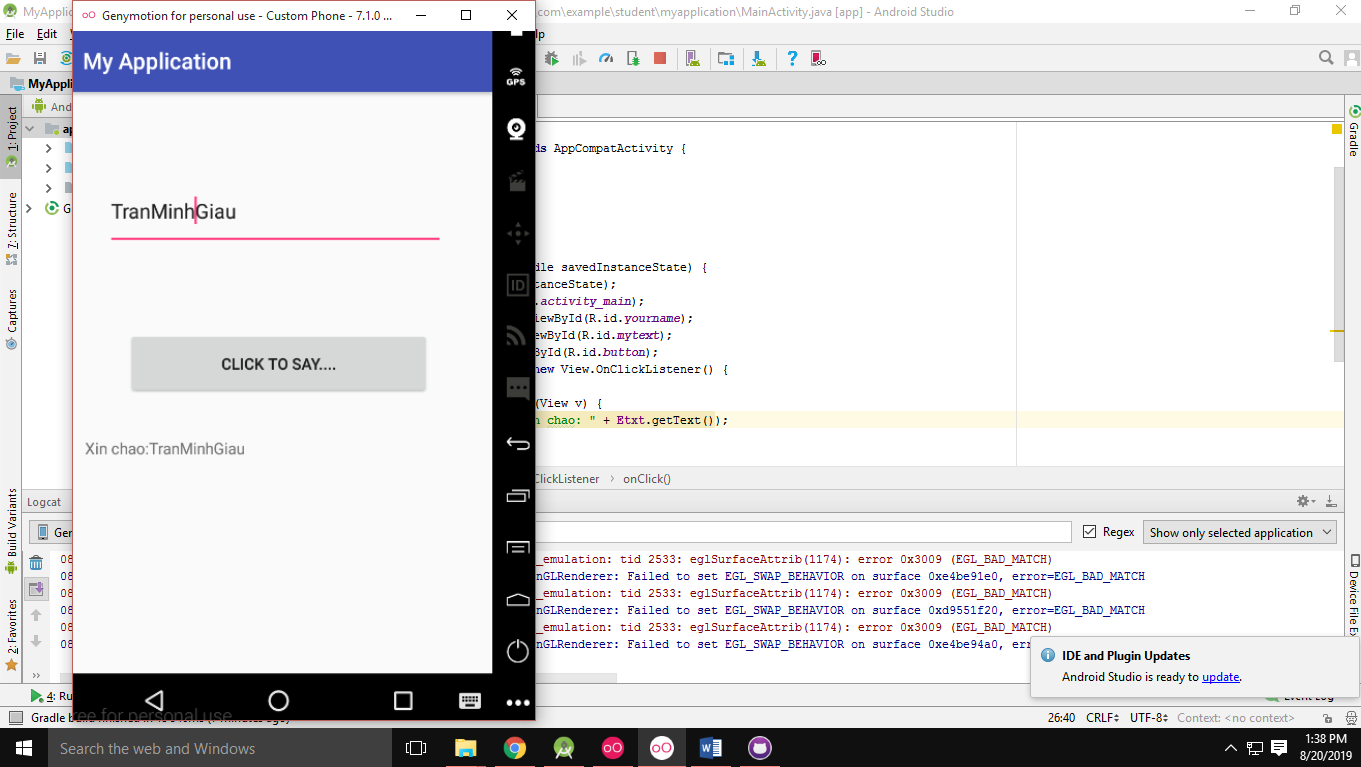 Genymotion for personal use - Custom Phone - 7.1.0 ...
.com\example\student\myapplication\MainActivity.java [app] - Android Studio
MyApplic
File Edit
lp
MyAppli
My Application
GPS
1: Project
And
ap
ds AppCompatActivity {
Gradle
TranMinhGiau
7: Structure
G
dle savedInstanceState) {
tanceState);
.activity_main);
iewById(R.id.yourname);
ewById(R.id.mytext);
ById(R.id.button);
new View.OnClickListener() {
(View v) {
n chao: " + Etxt.getText());
ID
Captures
CLICK TO SAY....
Xin chao:TranMinhGiau
ClickListener › onClick()
Build Variants
Logcat
Gen
Regex
Show only selected application
08
_emulation: tid 2533: eglSurfaceAttrib(1174): error 0x3009 (EGL_BAD_MATCH)
08
nGLRenderer: Failed to set EGL_SWAP_BEHAVIOR on surface 0xe4be91e0, error=EGL_BAD_MATCH
08
_emulation: tid 2533: eglSurfaceAttrib(1174): error 0x3009 (EGL_BAD_MATCH)
08
nGLRenderer: Failed to set EGL_SWAP_BEHAVIOR on surface 0xd9551f20, error=EGL_BAD_MATCH
08
_emulation: tid 2533: eglSurfaceAttrib(1174): error 0x3009 (EGL_BAD_MATCH)
08
nGLRenderer: Failed to set EGL_SWAP_BEHAVIOR on surface 0xe4be94a0,
2: Favorites
Device File Ex
IDE and Plugin Updates
Android Studio is ready to update.
4: Ru
Event Log
free for personal use
Gradle b
26:40 CRLF UTF-8 Context: <no context>
Search the web and Windows
1:38 PM
8/20/2019